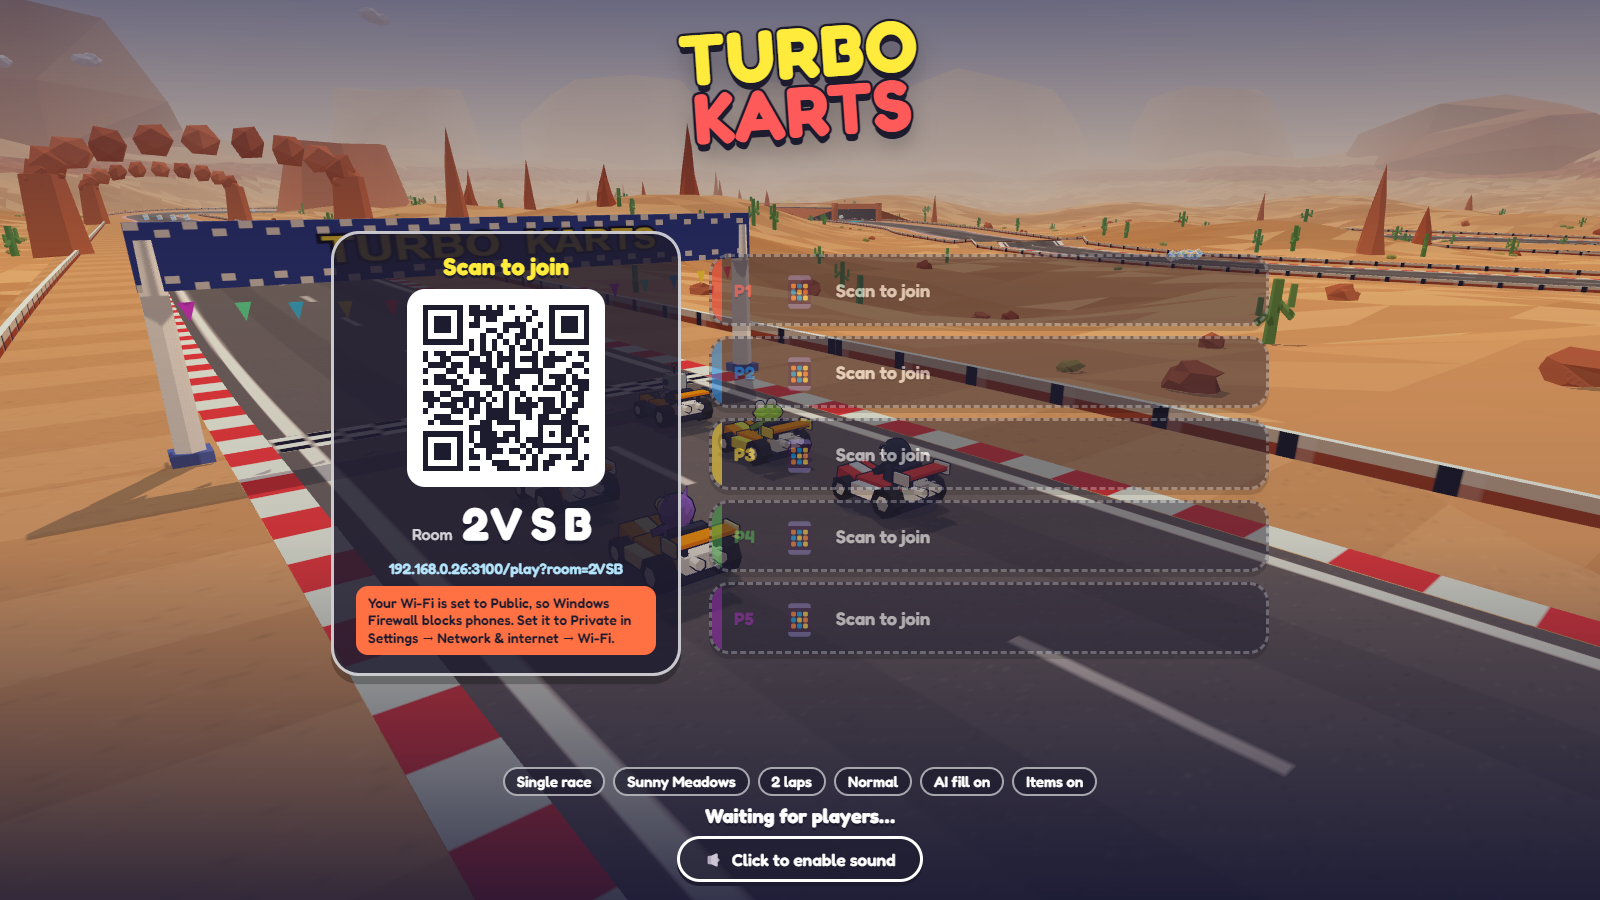 TURBO
KARTS
TURBO KARTS
Scan to join
Room 2VSB
192.168.0.26:3100/play?room=2VSB
Your Wi-Fi is set to Public, so Windows
Firewall blocks phones. Set it to Private in
Settings → Network & internet → Wi-Fi.
P1 Scan to join
P2 Scan to join
P3 Scan to join
P4 Scan to join
P5 Scan to join
Single race
Sunny Meadows
2 laps
Normal
AI fill on
Items on
Waiting for players...
Click to enable sound